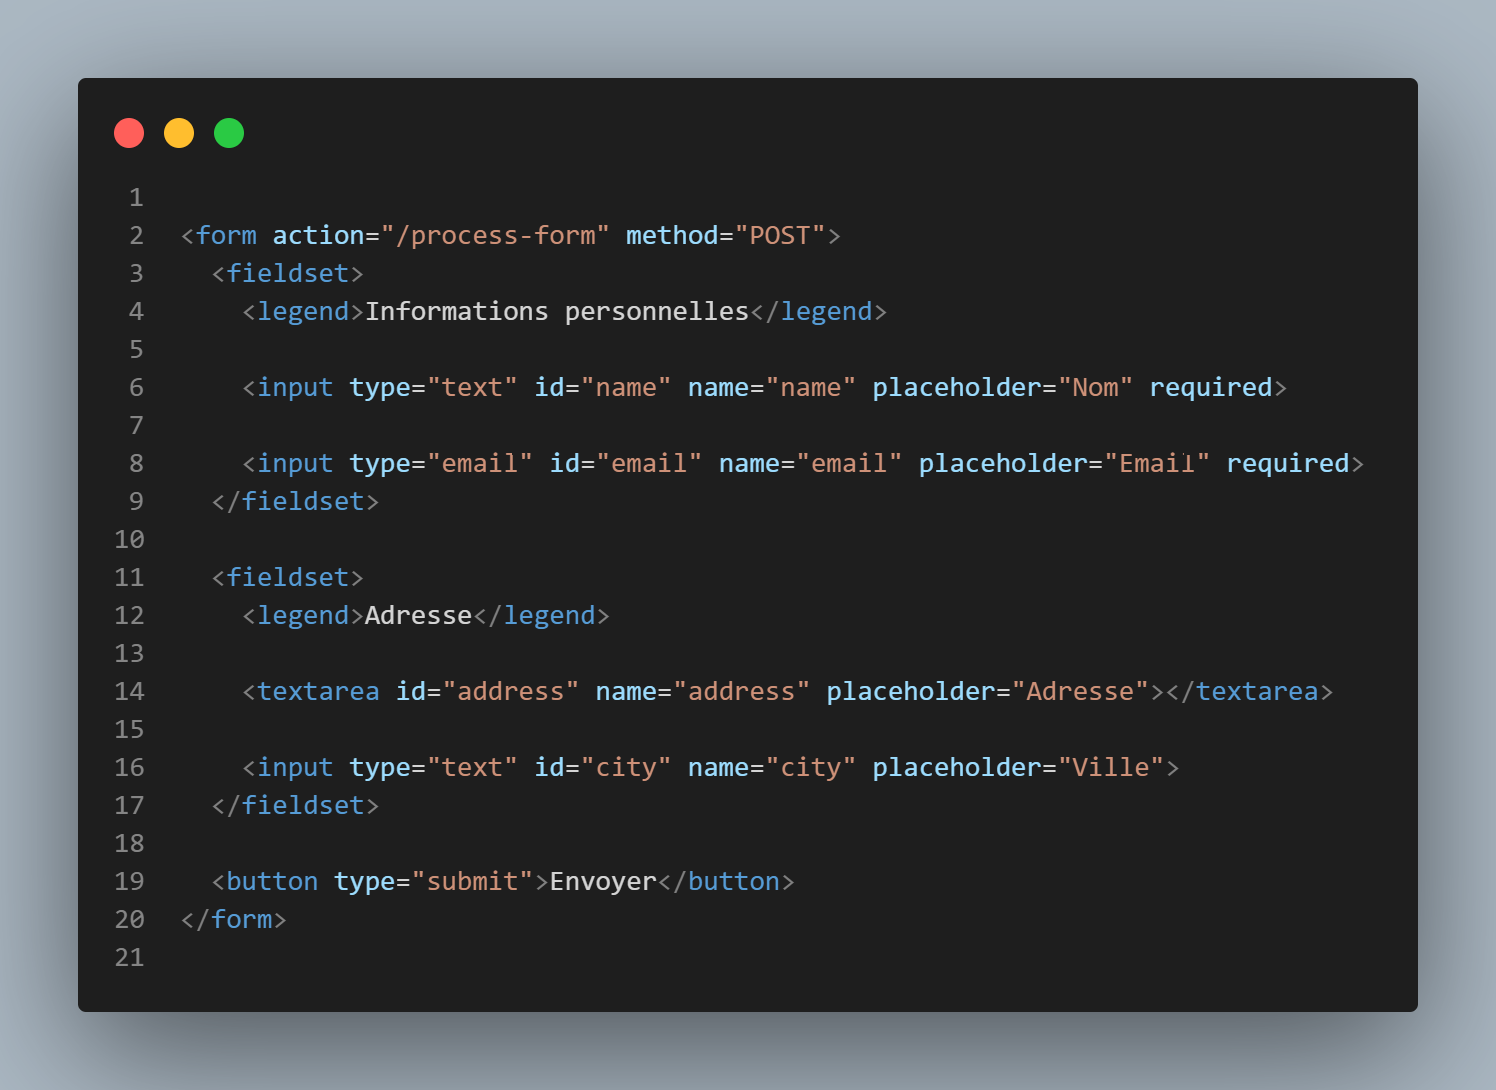 1
2 <form action="/process-form" method="POST">
3   <fieldset>
4     <legend>Informations personnelles</legend>
5
6     <input type="text" id="name" name="name" placeholder="Nom" required>
7
8     <input type="email" id="email" name="email" placeholder="Email" required>
9   </fieldset>
10
11   <fieldset>
12     <legend>Adresse</legend>
13
14     <textarea id="address" name="address" placeholder="Adresse"></textarea>
15
16     <input type="text" id="city" name="city" placeholder="Ville">
17   </fieldset>
18
19   <button type="submit">Envoyer</button>
20 </form>
21